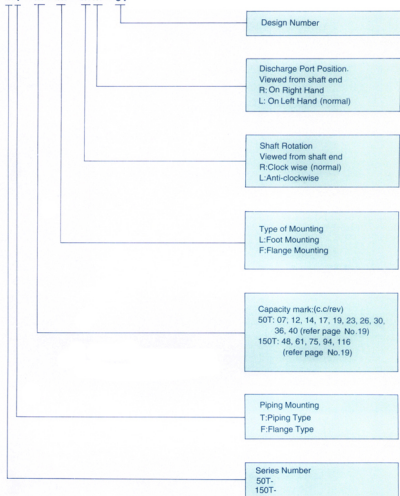 Design Number
Discharge Port Position.
Viewed from shaft end
R: On Right Hand
L: On Left Hand (normal)
Shaft Rotation
Viewed from shaft end
R:Clock wise (normal)
L:Anti-clockwise
Type of Mounting
L:Foot Mounting
F:Flange Mounting
Capacity mark:(c.c/rev)
50T: 07, 12, 14, 17, 19, 23, 26, 30,
36, 40 (refer page No.19)
150T: 48, 61, 75, 94, 116
(refer page No.19)
Piping Mounting
T:Piping Type
F:Flange Type
Series Number
50T-
150T-